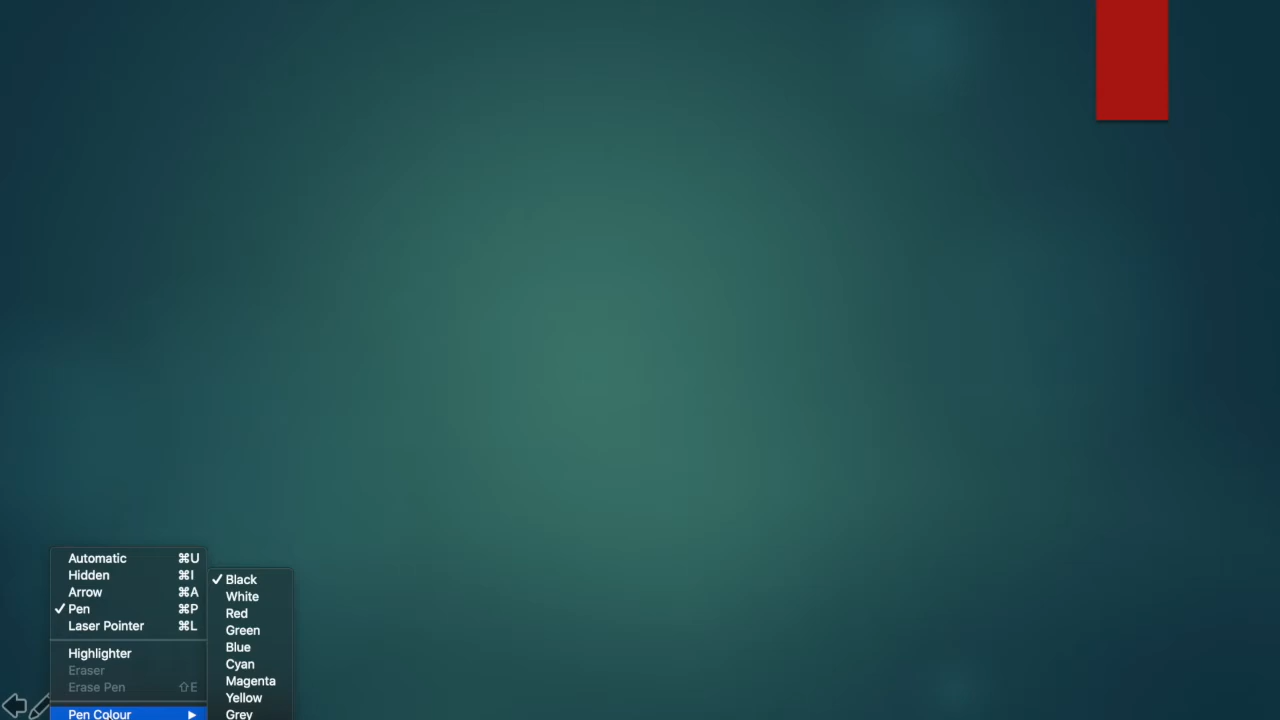 Automatic ⌘U
Hidden ⌘I
Arrow ⌘A
✓ Pen ⌘P
Laser Pointer ⌘L
Highlighter
Eraser
Erase Pen ⇧E
Pen Colour ▶
✓ Black
White
Red
Green
Blue
Cyan
Magenta
Yellow
Grey